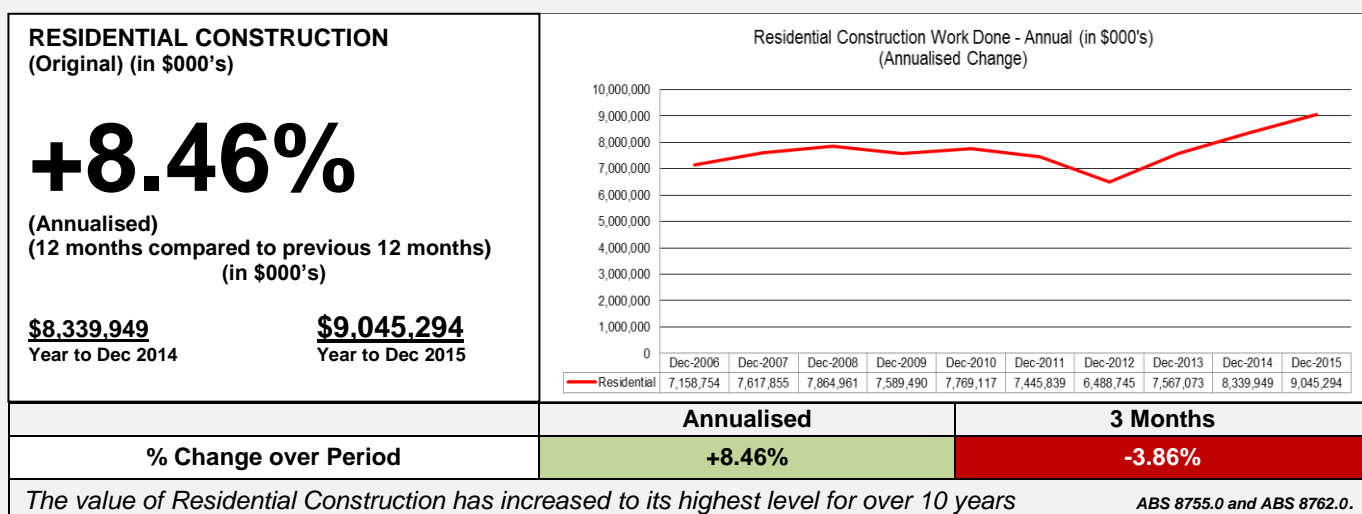 RESIDENTIAL CONSTRUCTION
(Original) (in $000’s)
+8.46%
(Annualised)
(12 months compared to previous 12 months)
(in $000’s)
$8,339,949 $9,045,294
Year to Dec 2014 Year to Dec 2015
Residential Construction Work Done - Annual (in $000's)
(Annualised Change)
10,000,000
9,000,000
8,000,000
7,000,000
6,000,000
5,000,000
4,000,000
3,000,000
2,000,000
1,000,000
0
Dec-2006 Dec-2007 Dec-2008 Dec-2009 Dec-2010 Dec-2011 Dec-2012 Dec-2013 Dec-2014 Dec-2015
Residential 7,158,754 7,617,855 7,864,961 7,589,490 7,769,117 7,445,839 6,488,745 7,567,073 8,339,949 9,045,294
Annualised 3 Months
% Change over Period +8.46% -3.86%
The value of Residential Construction has increased to its highest level for over 10 years ABS 8755.0 and ABS 8762.0.